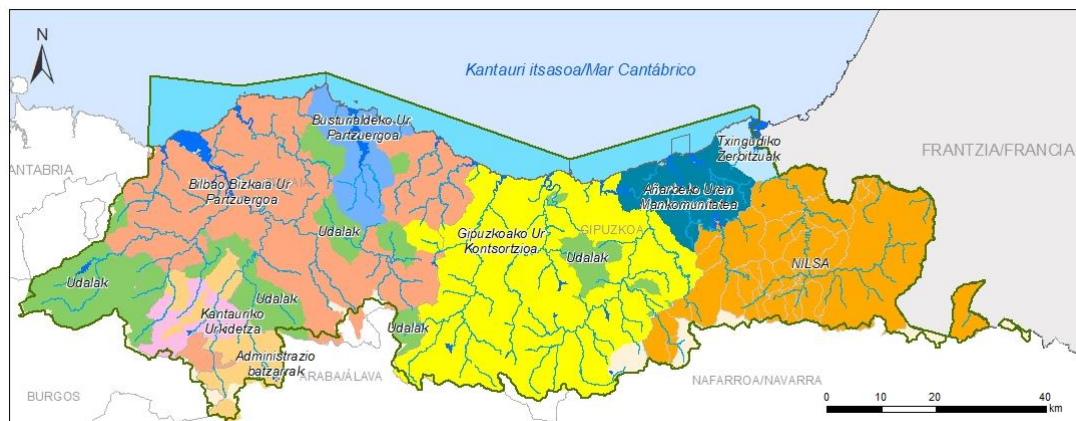 N
Kantauri itsasoa/Mar Cantábrico
Busturialdeko Ur
Partzuergoa
Txingudiko
Zerbitzuak
FRANTZIA/FRANCIA
ANTABRIA
Bilbao Bizkaia Ur
Partzuergoa
Añarbeko Uren
Mankomunitatea
Udalak
Gipuzkoako Ur
Kontsortzioa
GIPUZKOA
Udalak
NILSA
Udalak
Udalak
Kantauriko
Urkidetza
Udalak
Administrazio
batzarrak
ARABA/ÁLAVA
NAFARROA/NAVARRA
BURGOS
0 10 20 40
km